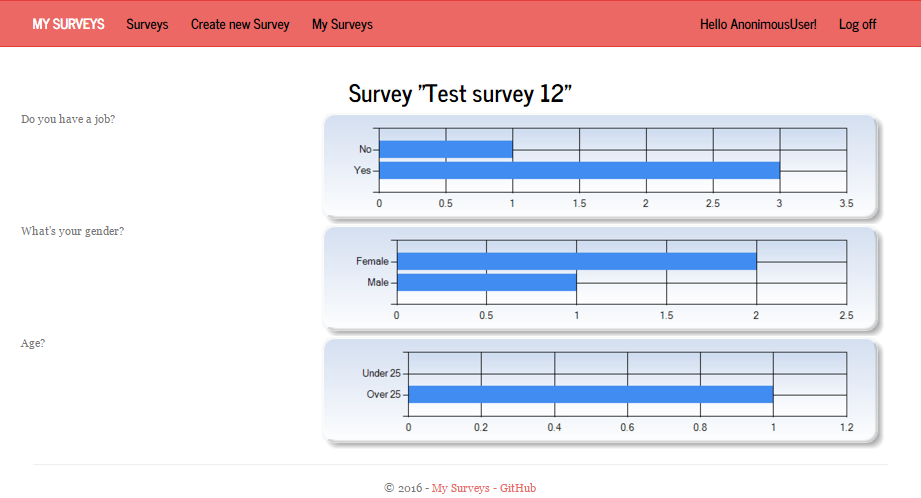 MY SURVEYS Surveys Create new Survey My Surveys Hello AnonimousUser! Log off
Survey "Test survey 12"
Do you have a job?
No
Yes
0 0.5 1 1.5 2 2.5 3 3.5
What's your gender?
Female
Male
0 0.5 1 1.5 2 2.5
Age?
Under 25
Over 25
0 0.2 0.4 0.6 0.8 1 1.2
© 2016 - My Surveys - GitHub